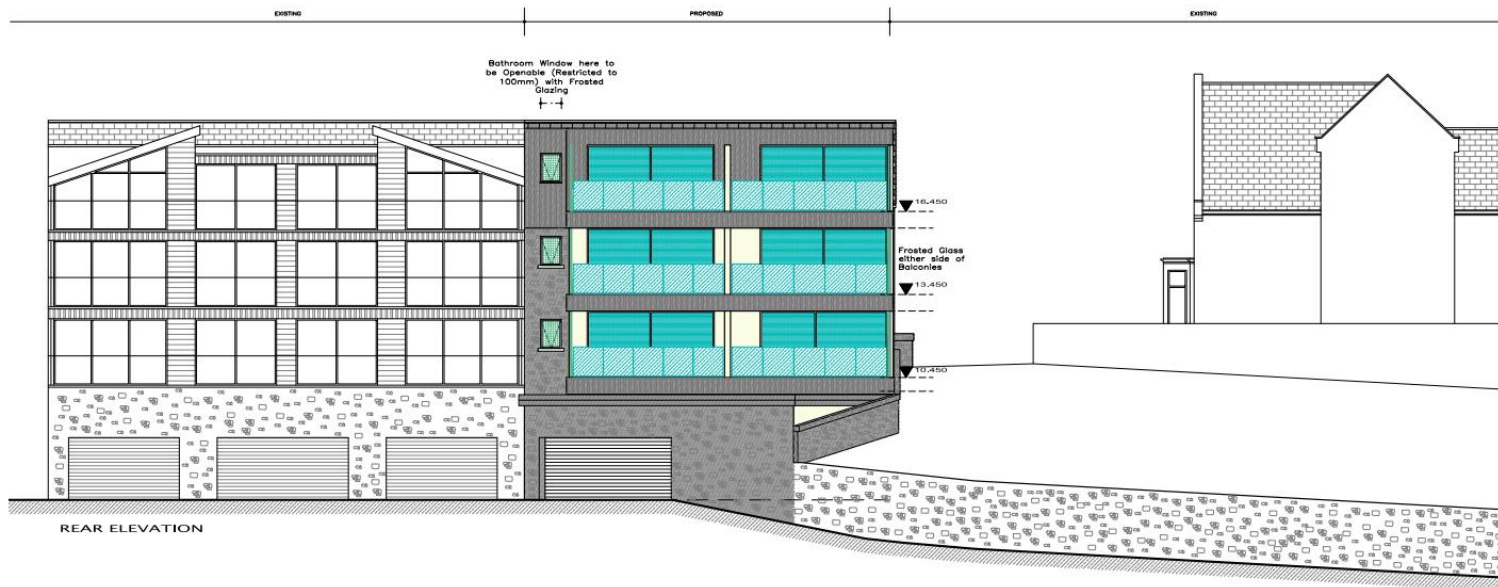 EXISTING
PROPOSED
EXISTING
Bathroom Window here to
be Openable (Restricted to
100mm) with Frosted
Glazing
16.450
Frosted Glass
either side of
Balconies
13.450
10.450
REAR ELEVATION